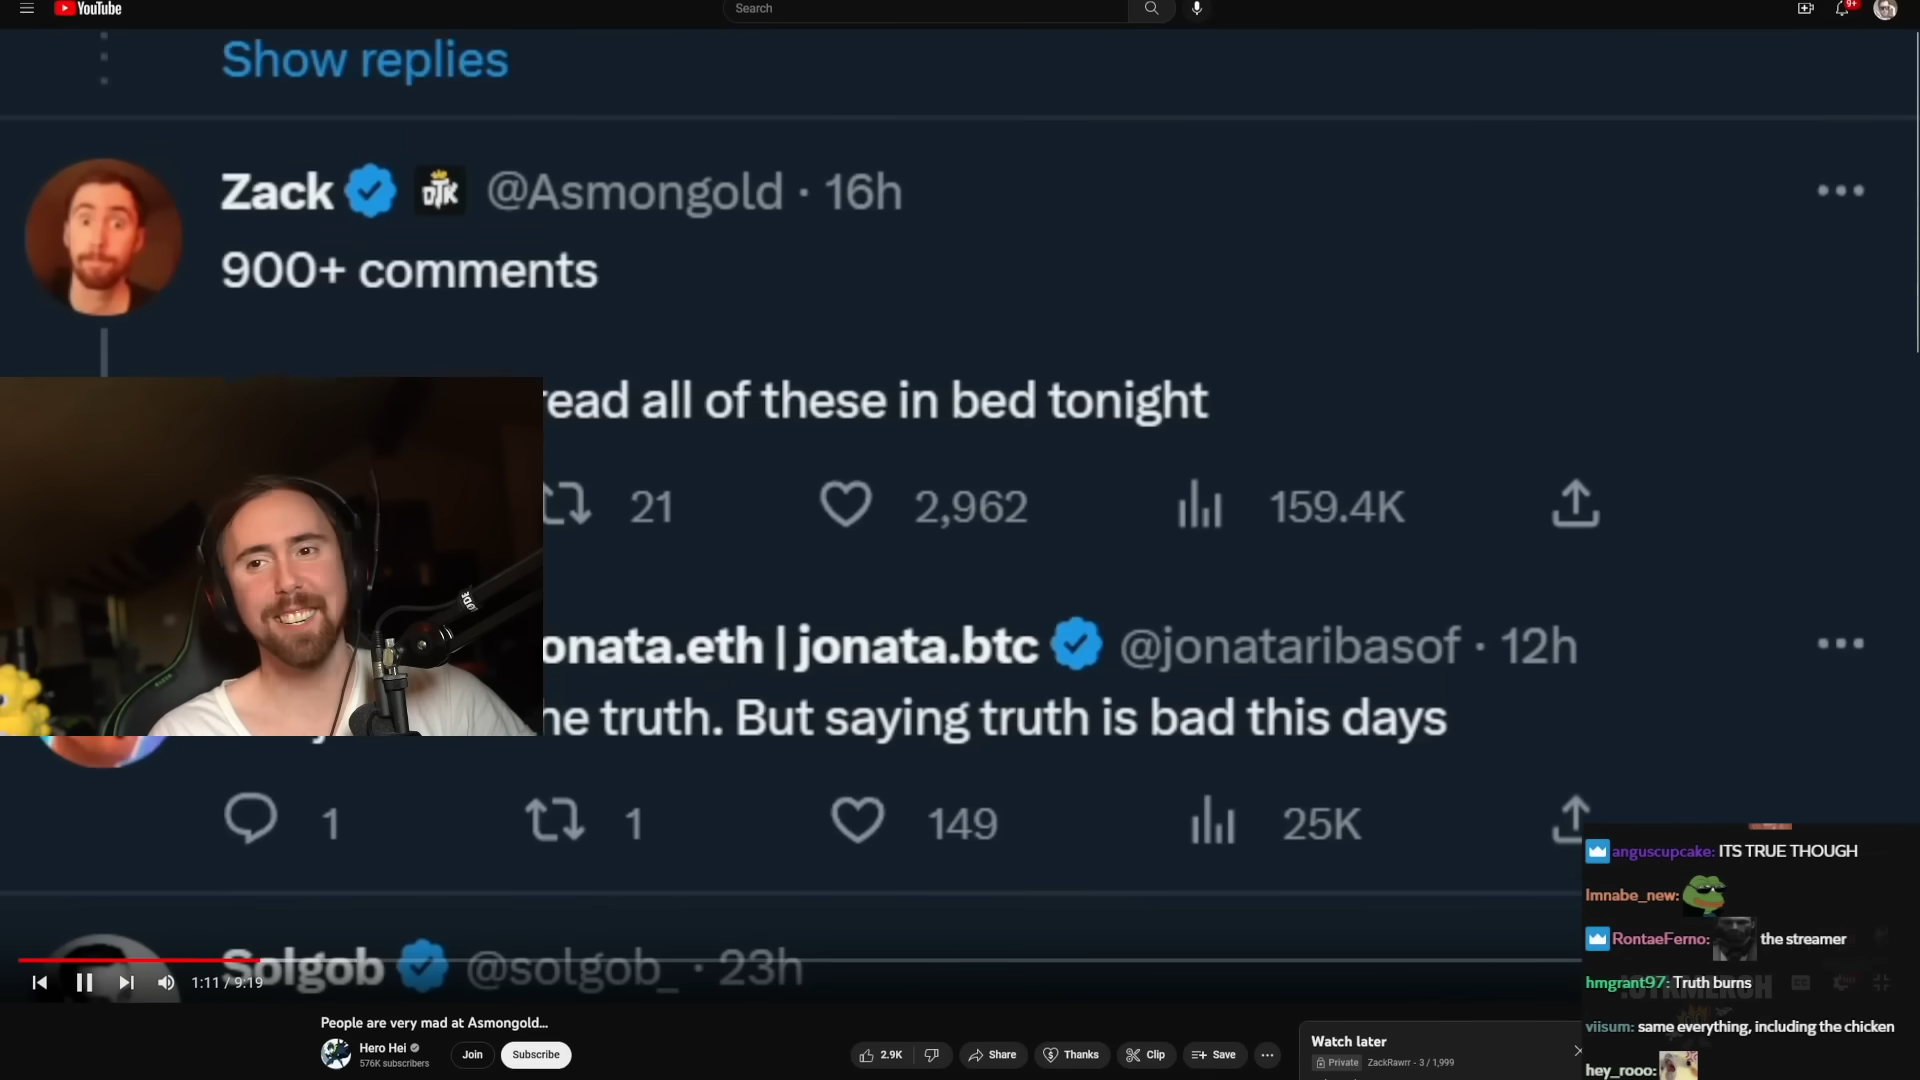 YouTube
Search
9+
Show replies
Zack @Asmongold · 16h
900+ comments
read all of these in bed tonight
21 2,962 159.4K
onata.eth | jonata.btc @jonataribasof · 12h
he truth. But saying truth is bad this days
1 1 149 25K
Solgob @solgob_ · 23h
1:11 / 9:19
anguscupcake: ITS TRUE THOUGH
lmnabe_new:
RontaeFerno: the streamer
hmgrant97: Truth burns
viisum: same everything, including the chicken
hey_rooo:
People are very mad at Asmongold...
Hero Hei
576K subscribers
Join
Subscribe
2.9K
Share
Thanks
Clip
Save
Watch later
Private ZackRawrr - 3 / 1,999